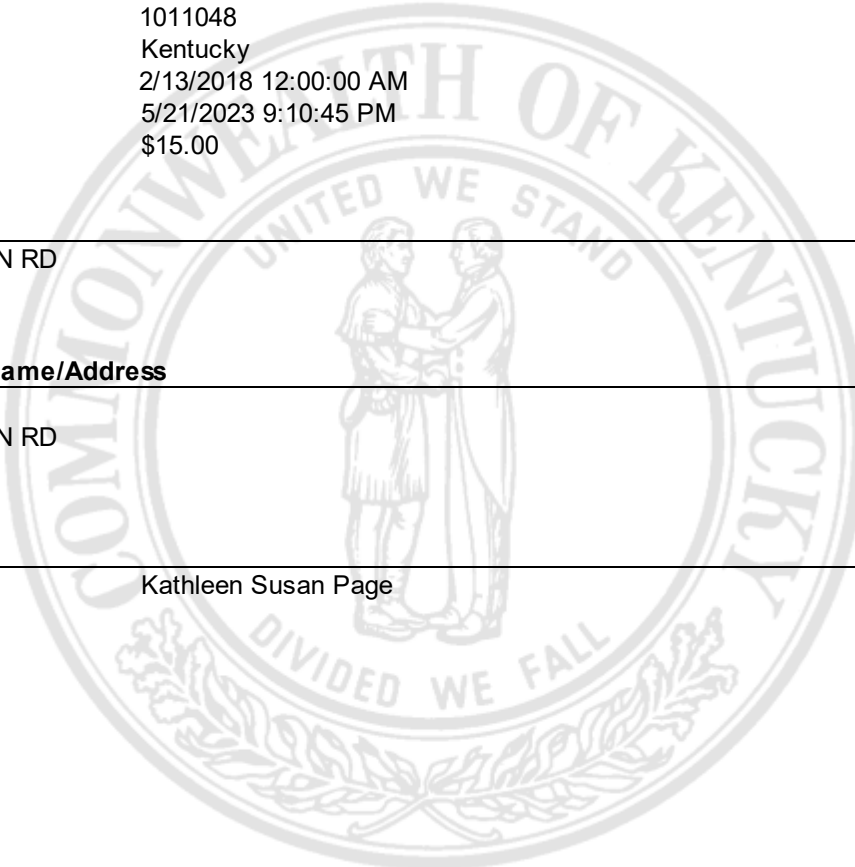 1011048
Kentucky
2/13/2018 12:00:00 AM
5/21/2023 9:10:45 PM
$15.00
COMMONWEALTH OF KENTUCKY
UNITED WE STAND
N RD
ame/Address
N RD
Kathleen Susan Page
DIVIDED WE FALL